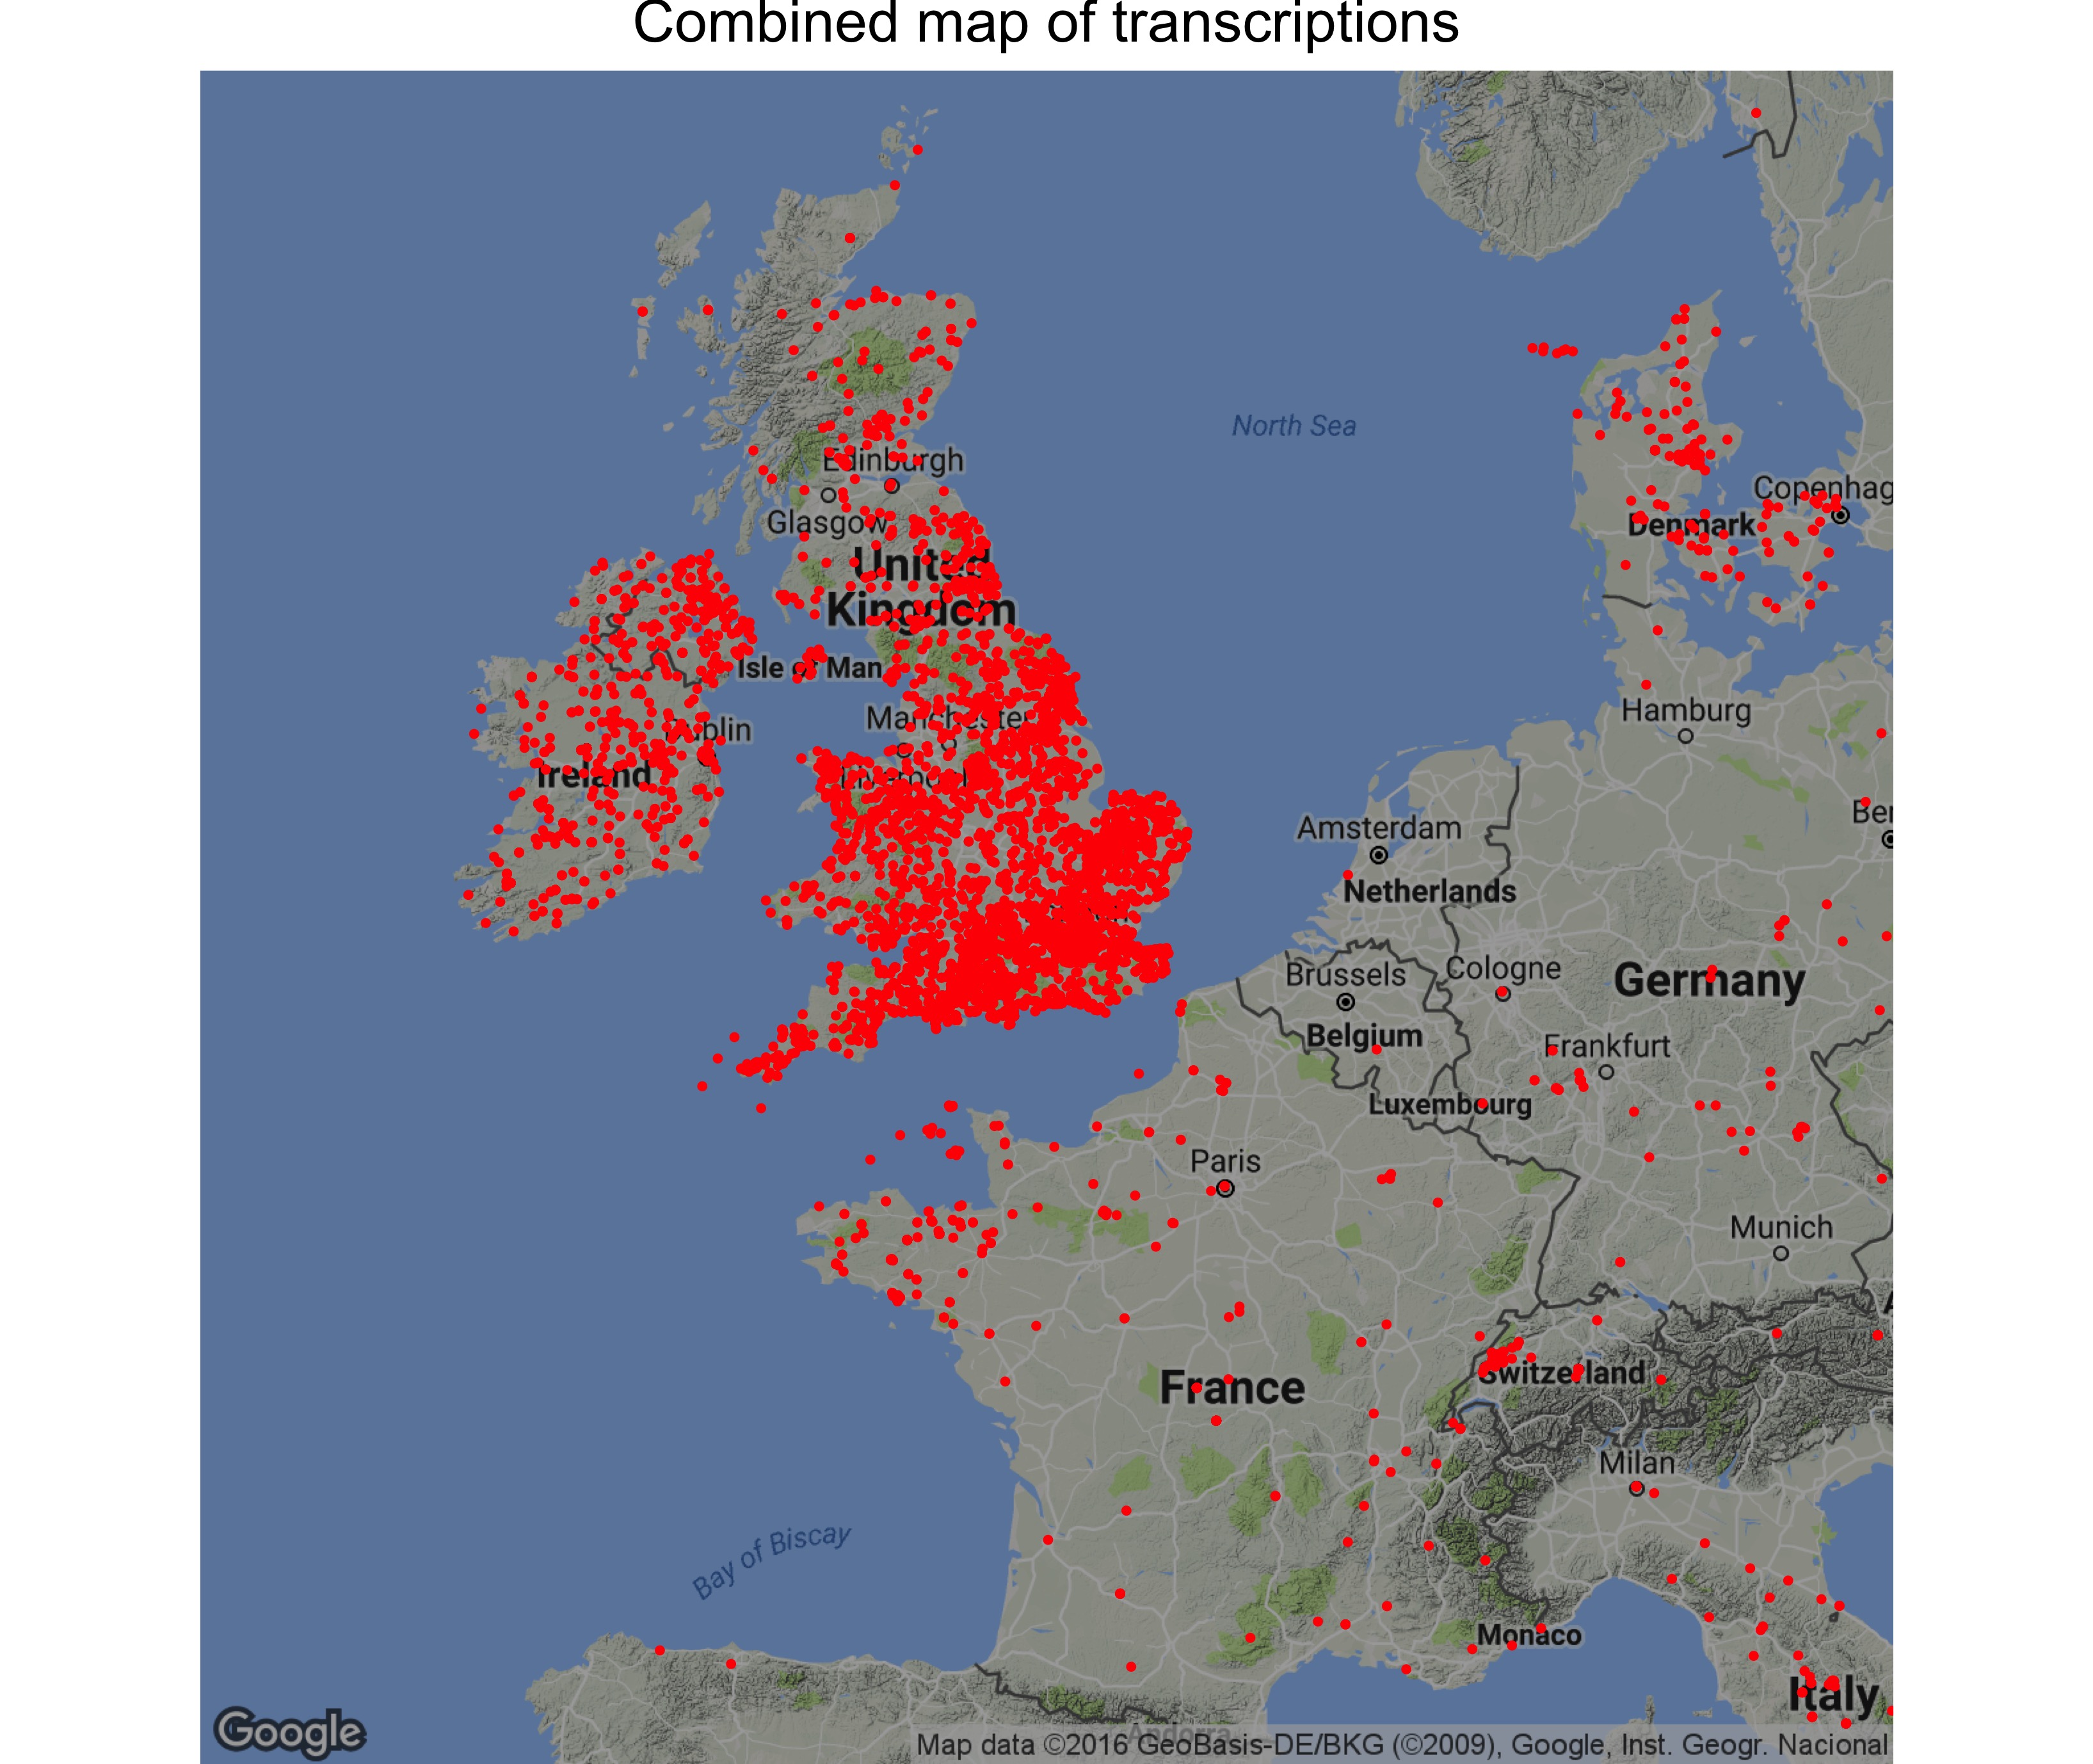 Combined map of transcriptions
North Sea
Edinburgh
Glasgow
Copenhag
Denmark
United
Kingdom
Isle of Man
Hamburg
Manchester
Dublin
Ireland
Liverpool
Ber
Amsterdam
Netherlands
Brussels
Cologne
Germany
Belgium
Frankfurt
Luxembourg
Paris
Munich
A
France
Switzerland
Milan
Bay of Biscay
Monaco
Italy
Andorra
Google
Map data ©2016 GeoBasis-DE/BKG (©2009), Google, Inst. Geogr. Nacional